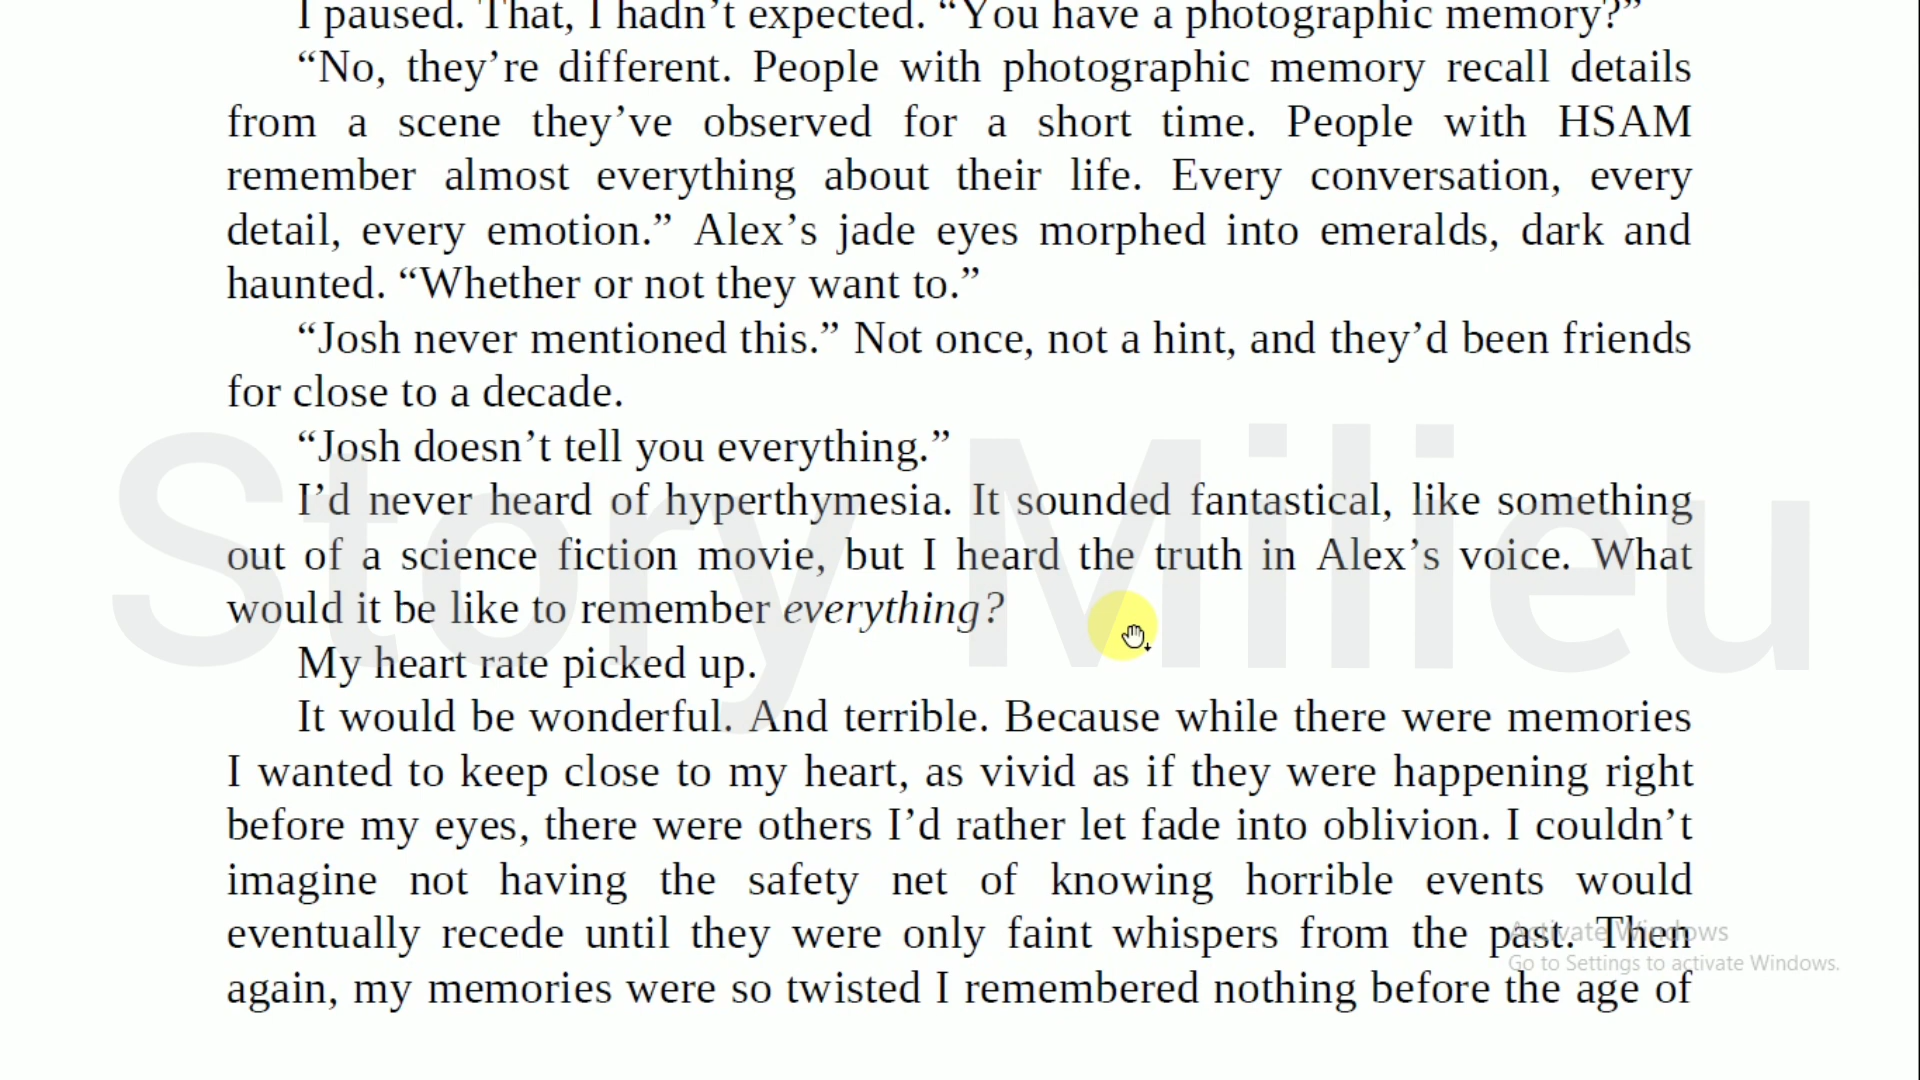 I paused. That, I hadn’t expected. “You have a photographic memory?”
“No, they’re different. People with photographic memory recall details
from a scene they’ve observed for a short time. People with HSAM
remember almost everything about their life. Every conversation, every
detail, every emotion.” Alex’s jade eyes morphed into emeralds, dark and
haunted. “Whether or not they want to.”
“Josh never mentioned this.” Not once, not a hint, and they’d been friends
for close to a decade.
“Josh doesn’t tell you everything.”
I’d never heard of hyperthymesia. It sounded fantastical, like something
out of a science fiction movie, but I heard the truth in Alex’s voice. What
would it be like to remember everything?
Story Milieu
My heart rate picked up.
It would be wonderful. And terrible. Because while there were memories
I wanted to keep close to my heart, as vivid as if they were happening right
before my eyes, there were others I’d rather let fade into oblivion. I couldn’t
imagine not having the safety net of knowing horrible events would
eventually recede until they were only faint whispers from the past. Then
again, my memories were so twisted I remembered nothing before the age of
Activate Windows
Go to Settings to activate Windows.